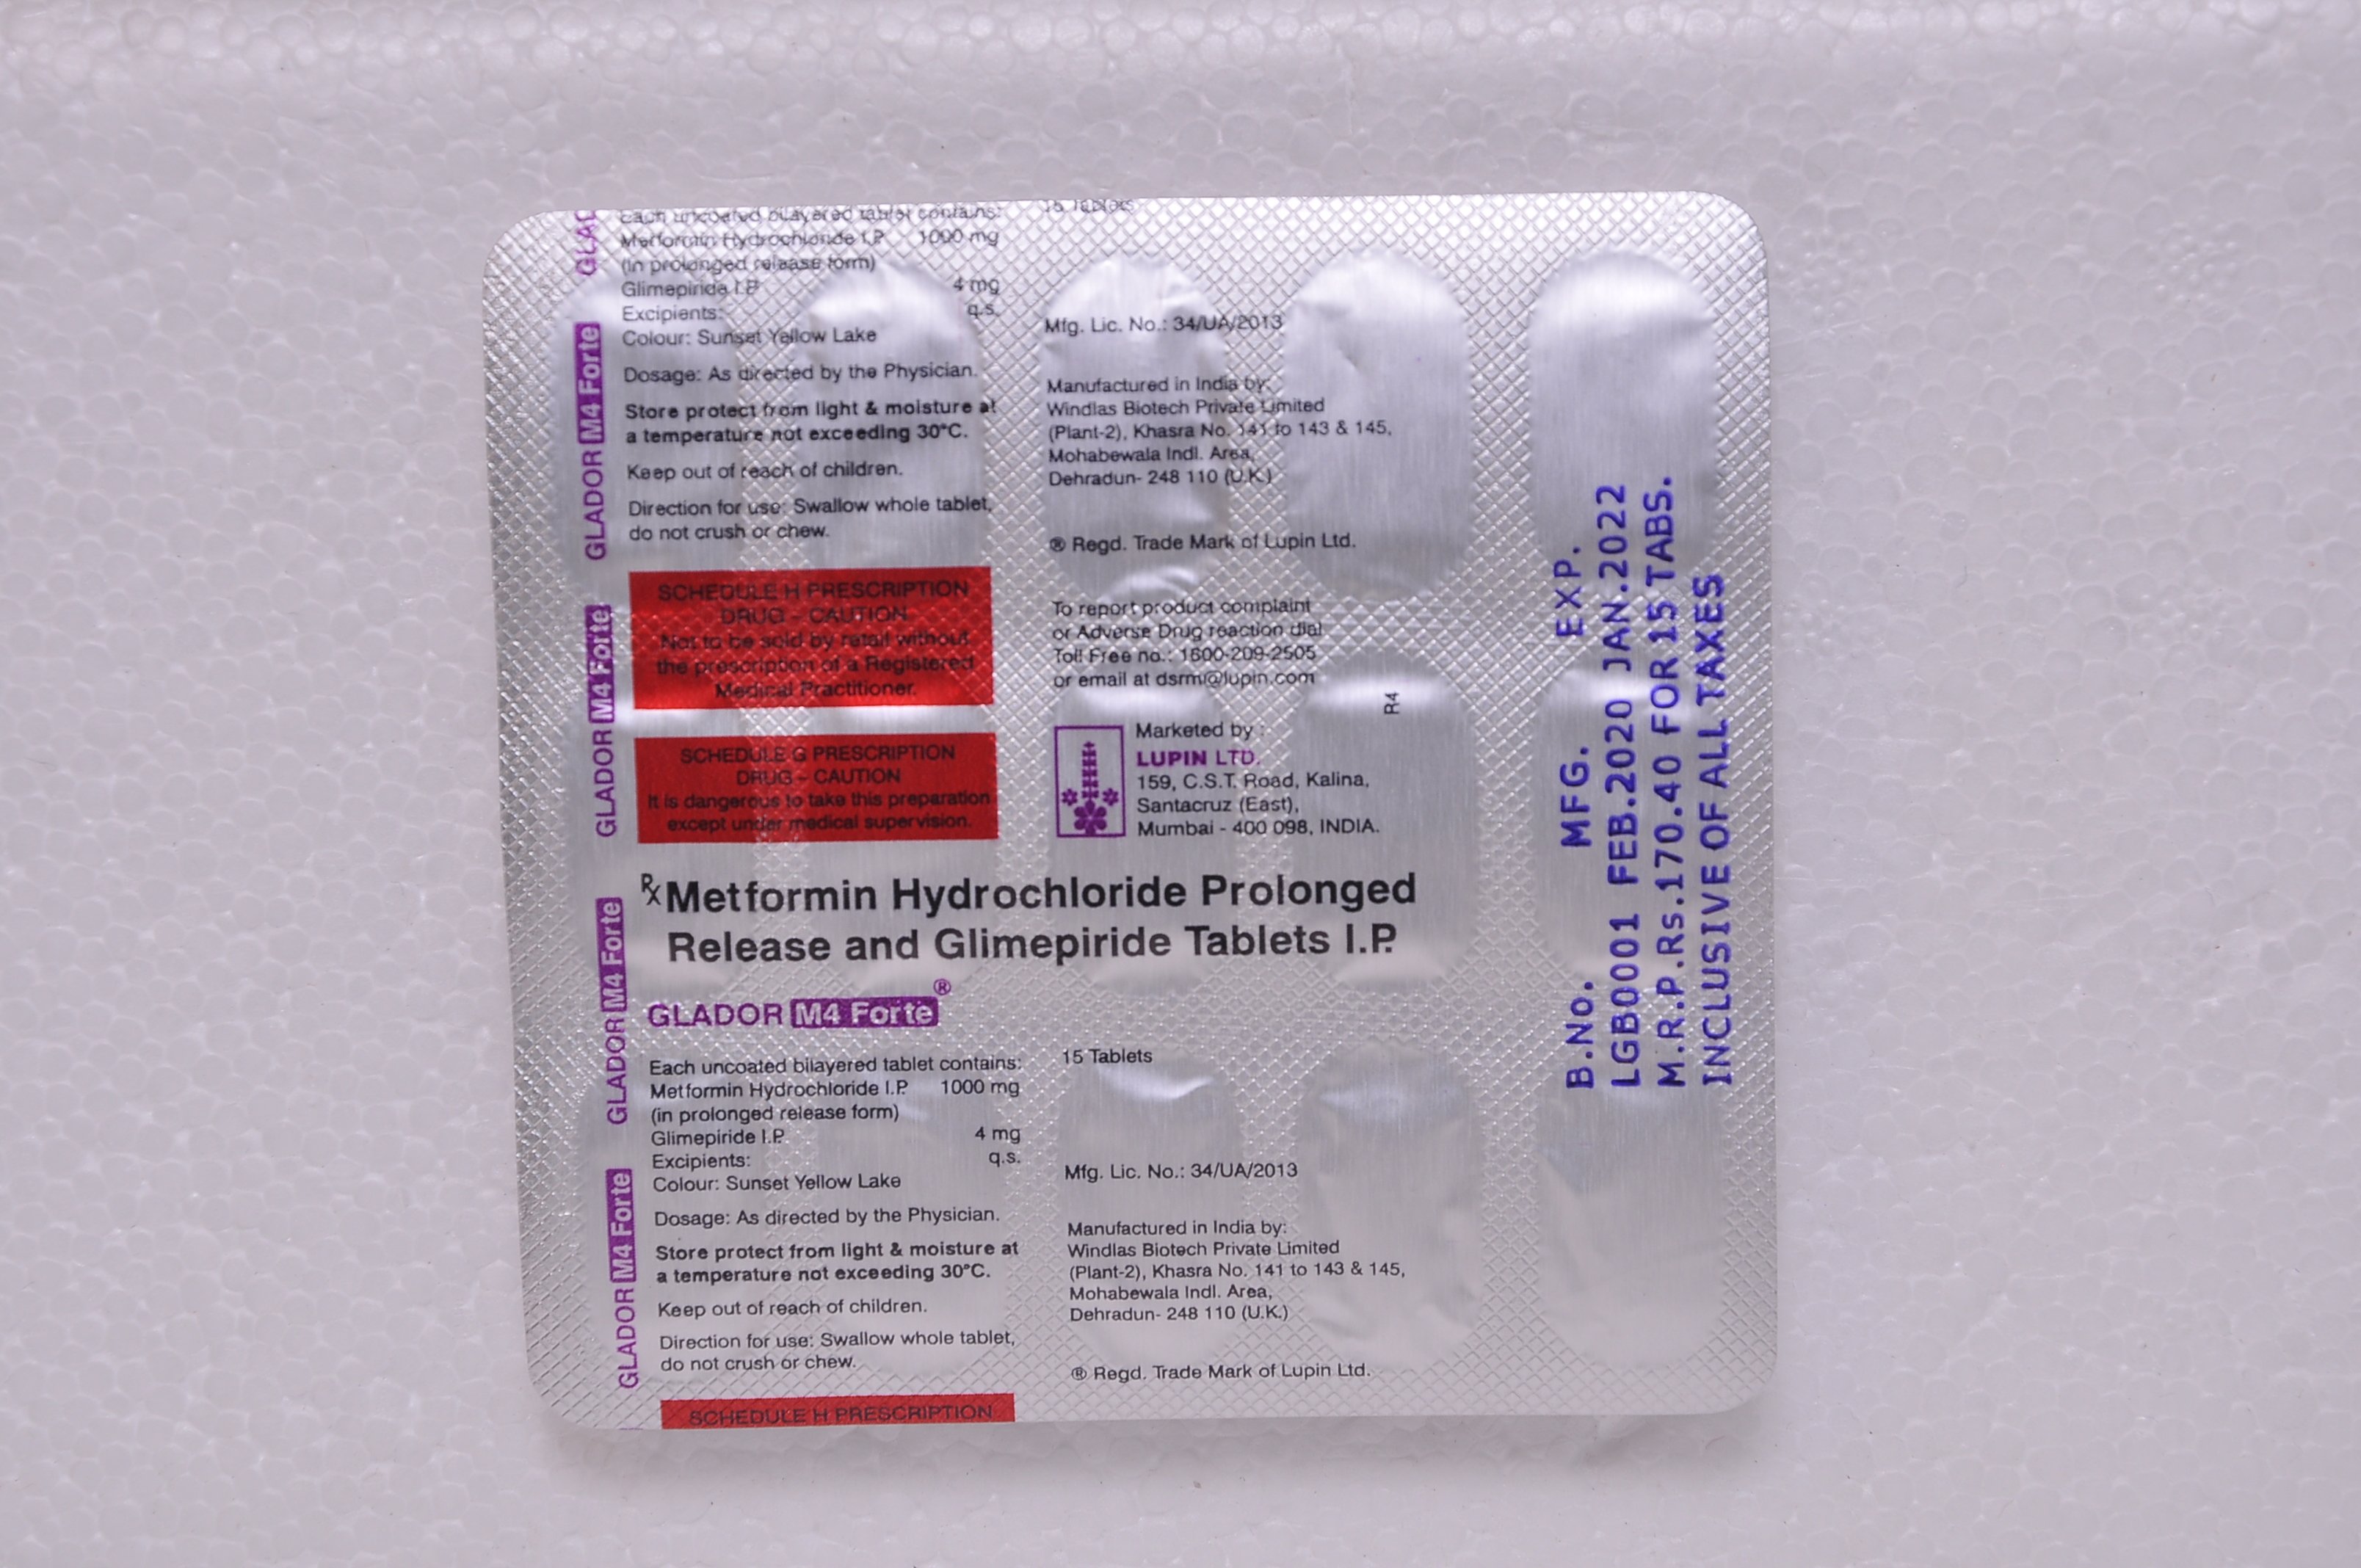 GLAD
GLADOR M4 Forte
GLADOR M4 Forte
GLADOR M4 Forte
GLADOR M4 Forte
Each uncoated bilayered tablet contains:
Metformin Hydrochloride I.P. 1000 mg
(in prolonged release form)
Glimepiride I.P. 4 mg
Excipients: q.s.
Colour: Sunset Yellow Lake
Dosage: As directed by the Physician.
Store protect from light & moisture at
a temperature not exceeding 30°C.
Keep out of reach of children.
Direction for use: Swallow whole tablet,
do not crush or chew.
SCHEDULE H PRESCRIPTION
DRUG - CAUTION
Not to be sold by retail without
the prescription of a Registered
Medical Practitioner.
SCHEDULE G PRESCRIPTION
DRUG - CAUTION
It is dangerous to take this preparation
except under medical supervision.
15 Tablets
Mfg. Lic. No.: 34/UA/2013
Manufactured in India by:
Windlas Biotech Private Limited
(Plant-2), Khasra No. 141 to 143 & 145,
Mohabewala Indl. Area,
Dehradun- 248 110 (U.K.)
® Regd. Trade Mark of Lupin Ltd.
To report product complaint
or Adverse Drug reaction dial
Toll Free no.: 1800-209-2505
or email at dsrm@lupin.com
R4
Marketed by :
LUPIN LTD.
159, C.S.T. Road, Kalina,
Santacruz (East),
Mumbai - 400 098, INDIA.
Rx Metformin Hydrochloride Prolonged
Release and Glimepiride Tablets I.P.
GLADOR M4 Forte®
Each uncoated bilayered tablet contains:
Metformin Hydrochloride I.P. 1000 mg
(in prolonged release form)
Glimepiride I.P. 4 mg
Excipients: q.s.
Colour: Sunset Yellow Lake
Dosage: As directed by the Physician.
Store protect from light & moisture at
a temperature not exceeding 30°C.
Keep out of reach of children.
Direction for use: Swallow whole tablet,
do not crush or chew.
SCHEDULE H PRESCRIPTION
15 Tablets
Mfg. Lic. No.: 34/UA/2013
Manufactured in India by:
Windlas Biotech Private Limited
(Plant-2), Khasra No. 141 to 143 & 145,
Mohabewala Indl. Area,
Dehradun- 248 110 (U.K.)
® Regd. Trade Mark of Lupin Ltd.
B.No. MFG. EXP.
LGB0001 FEB.2020 JAN.2022
M.R.P.Rs.170.40 FOR 15 TABS.
INCLUSIVE OF ALL TAXES